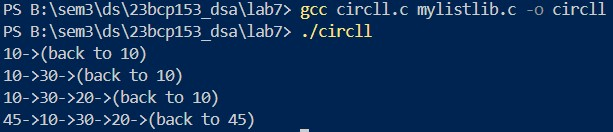 PS B:\sem3\ds\23bcp153_dsa\lab7> gcc circll.c mylistlib.c -o circll
PS B:\sem3\ds\23bcp153_dsa\lab7> ./circll
10->(back to 10)
10->30->(back to 10)
10->30->20->(back to 10)
45->10->30->20->(back to 45)